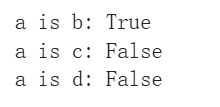 a is b: True
a is c: False
a is d: False